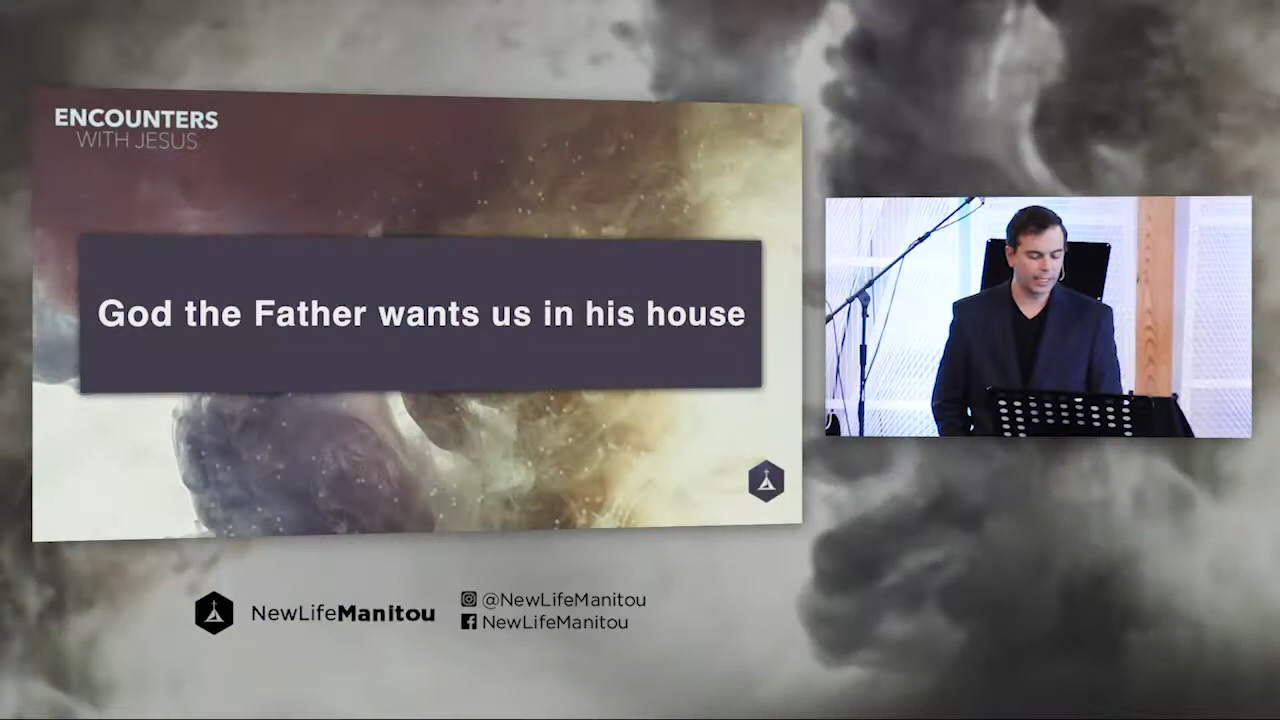 ENCOUNTERS
WITH JESUS
God the Father wants us in his house
NewLifeManitou
@NewLifeManitou
NewLifeManitou